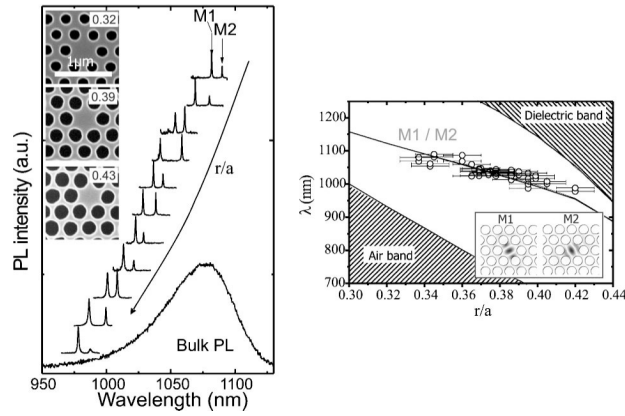 0.32
1µm
0.39
0.43
M1
M2
r/a
Bulk PL
PL intensity (a.u.)
950 1000 1050 1100
Wavelength (nm)
1200
1100
1000
900
800
700
λ (nm)
M1 / M2
Dielectric band
Air band
M1 M2
0.30 0.32 0.34 0.36 0.38 0.40 0.42 0.44
r/a